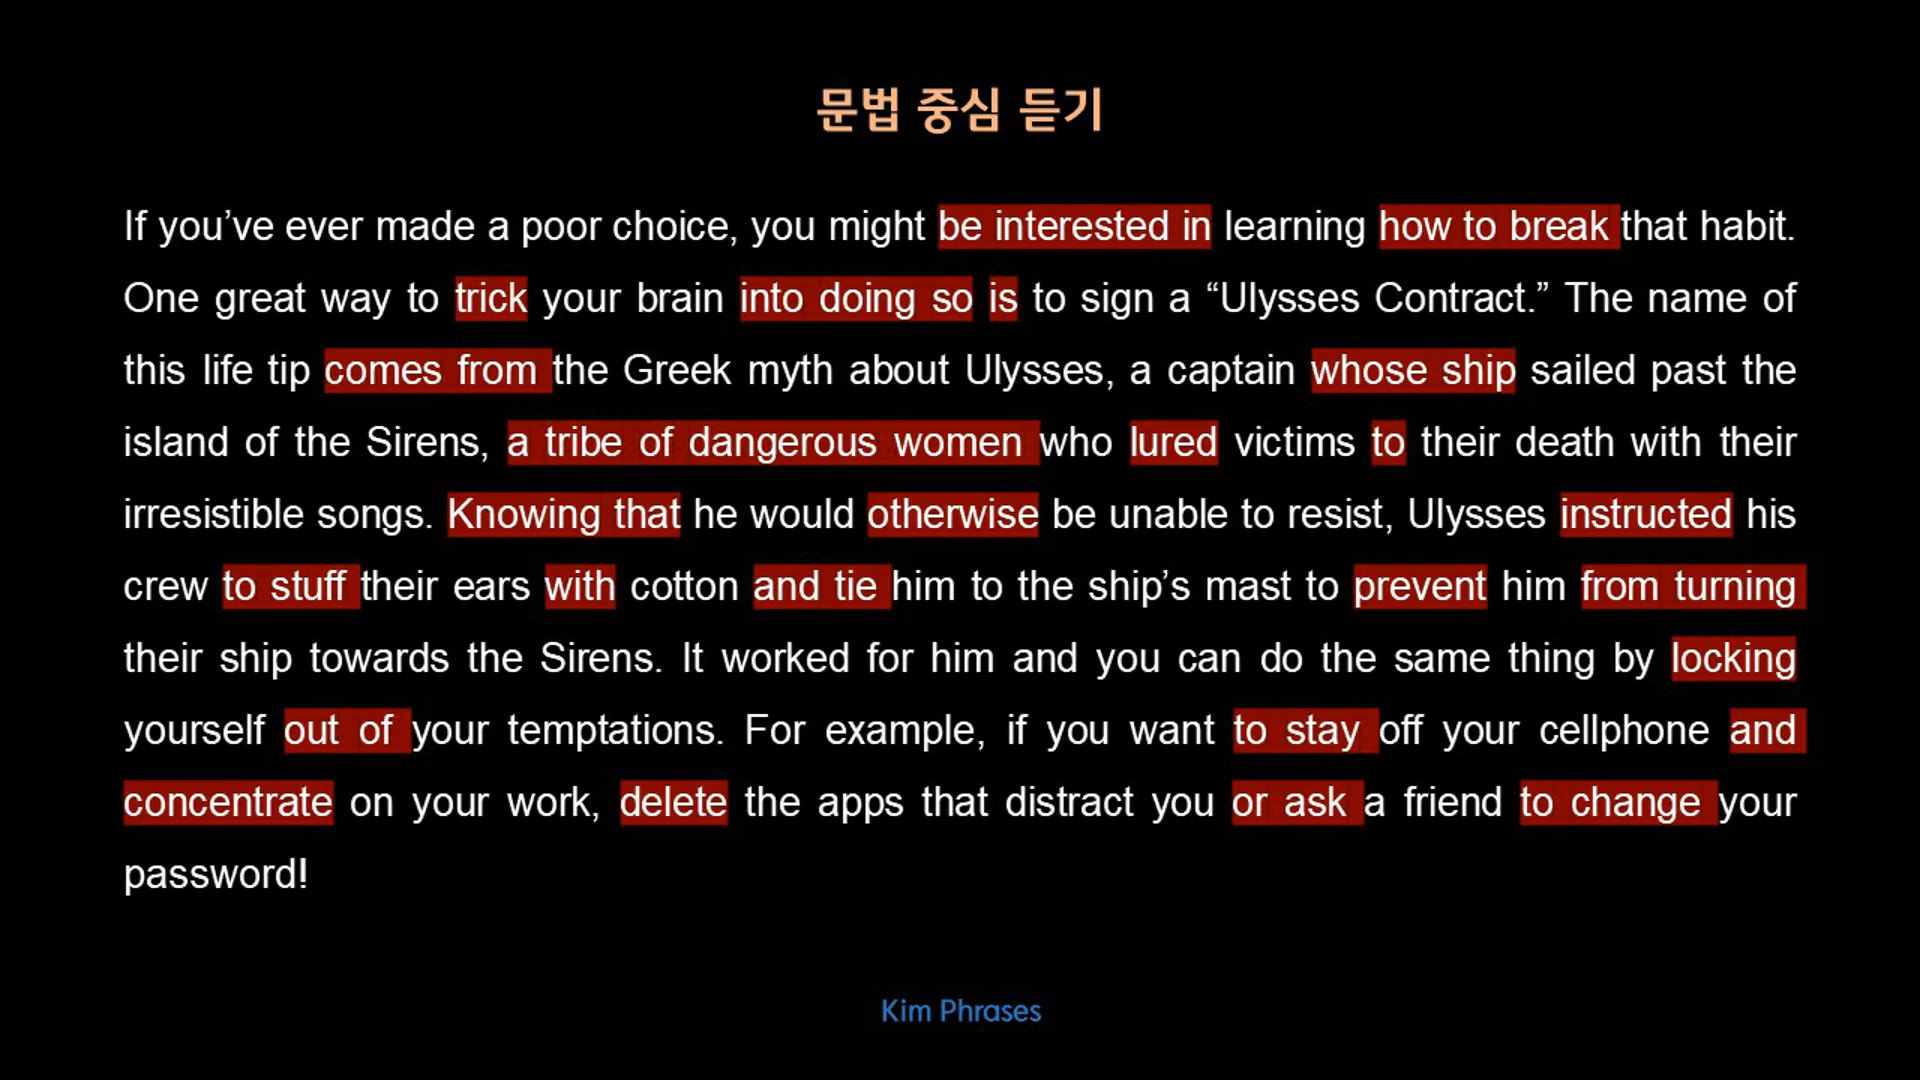 문법 중심 듣기
If you’ve ever made a poor choice, you might be interested in learning how to break that habit.
One great way to trick your brain into doing so is to sign a “Ulysses Contract.” The name of
this life tip comes from the Greek myth about Ulysses, a captain whose ship sailed past the
island of the Sirens, a tribe of dangerous women who lured victims to their death with their
irresistible songs. Knowing that he would otherwise be unable to resist, Ulysses instructed his
crew to stuff their ears with cotton and tie him to the ship’s mast to prevent him from turning
their ship towards the Sirens. It worked for him and you can do the same thing by locking
yourself out of your temptations. For example, if you want to stay off your cellphone and
concentrate on your work, delete the apps that distract you or ask a friend to change your
password!
Kim Phrases